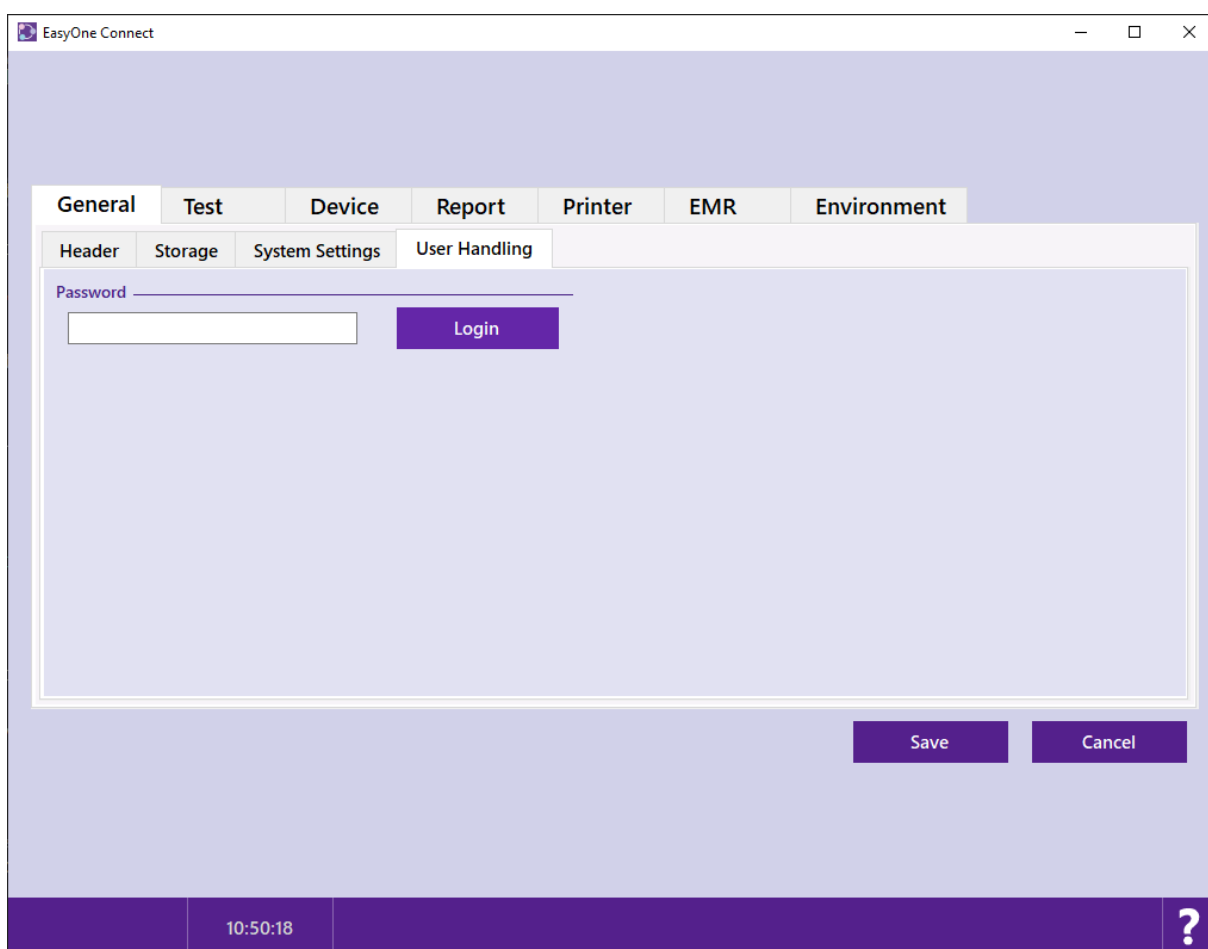 EasyOne Connect
General Test Device Report Printer EMR Environment
Header Storage System Settings User Handling
Password
Login
Save Cancel
10:50:18 ?